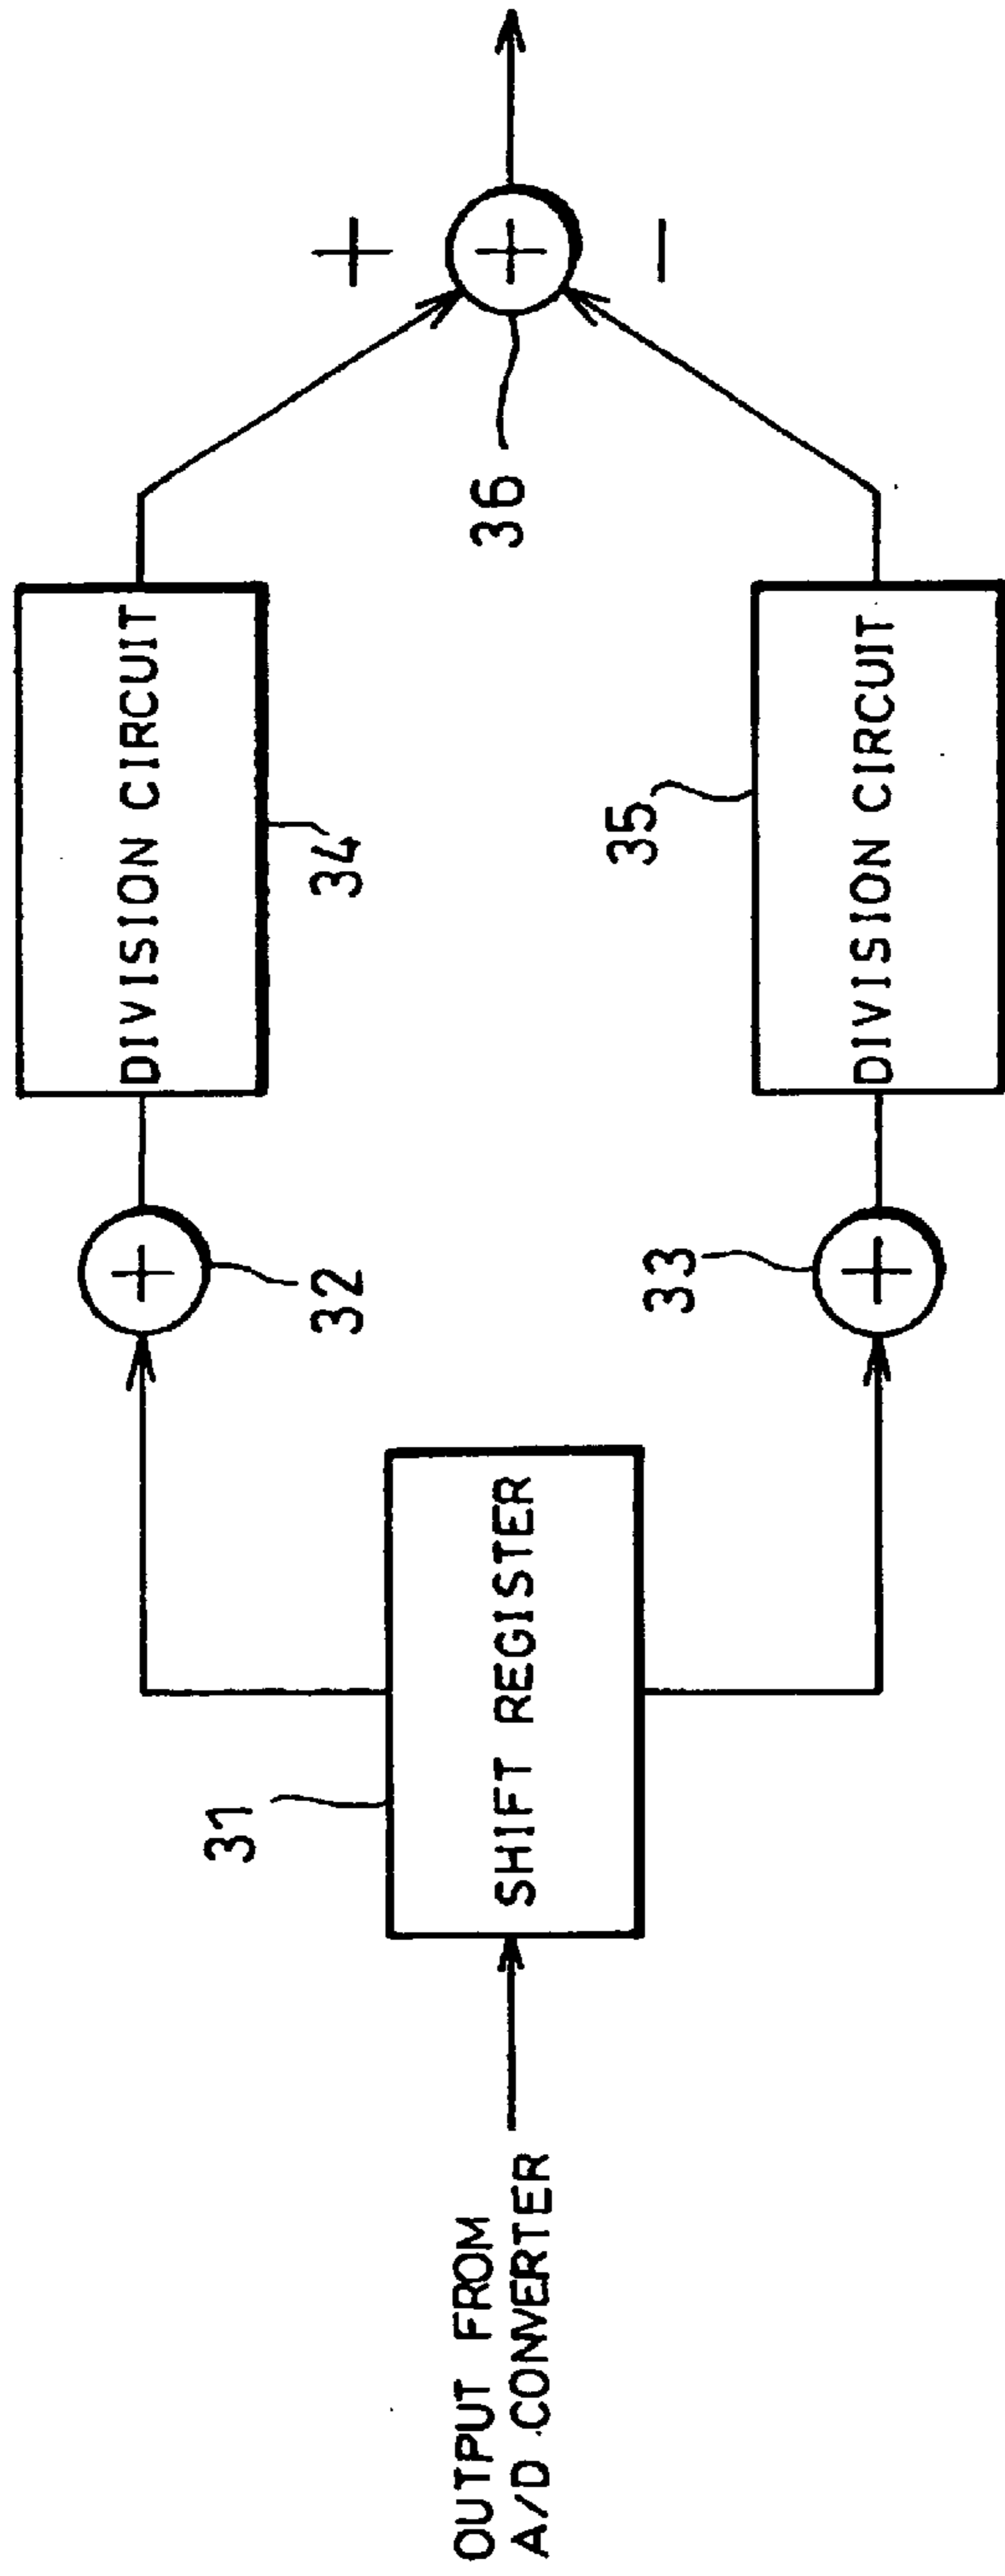 OUTPUT FROM
A/D CONVERTER
31
SHIFT REGISTER
32
33
34
DIVISION CIRCUIT
35
DIVISION CIRCUIT
36
+
+
+
+
−